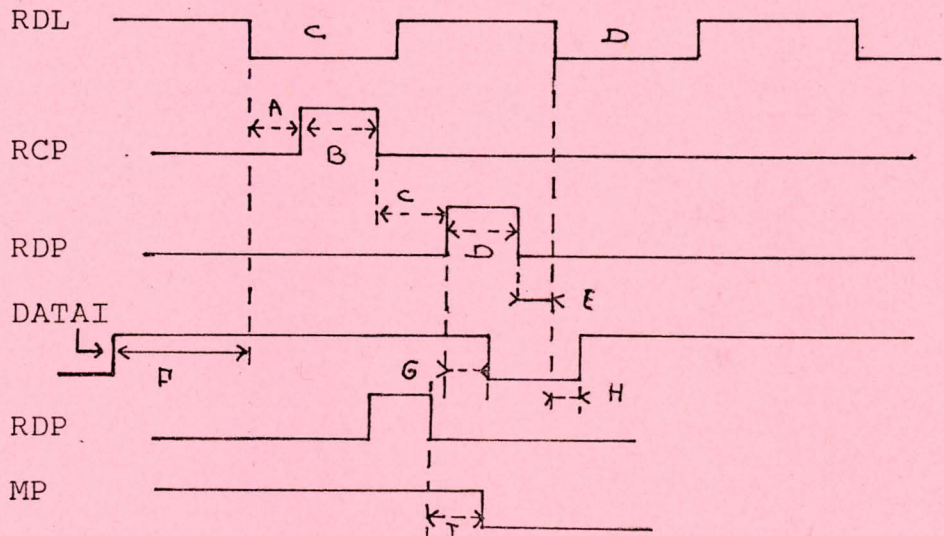 RDL C D
A
RCP B
C
RDP D
E
DATAI
F G H
RDP
MP
I